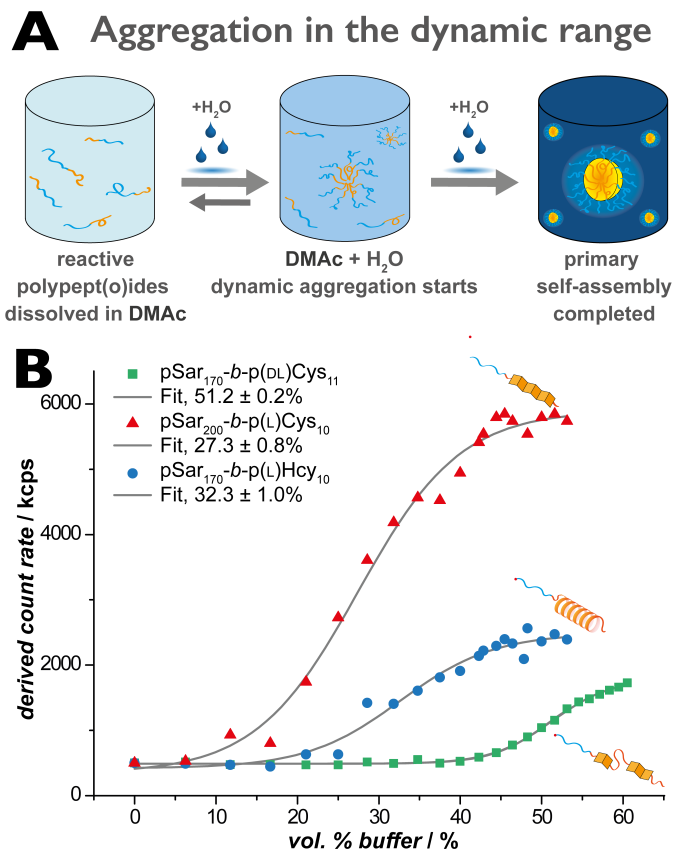 A Aggregation in the dynamic range
+H₂O
+H₂O
reactive
polypept(o)ides
dissolved in DMAc
DMAc + H₂O
dynamic aggregation starts
primary
self-assembly
completed
B
pSar₁₇₀-b-p(DL)Cys₁₁
Fit, 51.2 ± 0.2%
pSar₂₀₀-b-p(L)Cys₁₀
Fit, 27.3 ± 0.8%
pSar₁₇₀-b-p(L)Hcy₁₀
Fit, 32.3 ± 1.0%
derived count rate / kcps
6000
4000
2000
0
0 10 20 30 40 50 60
vol. % buffer / %